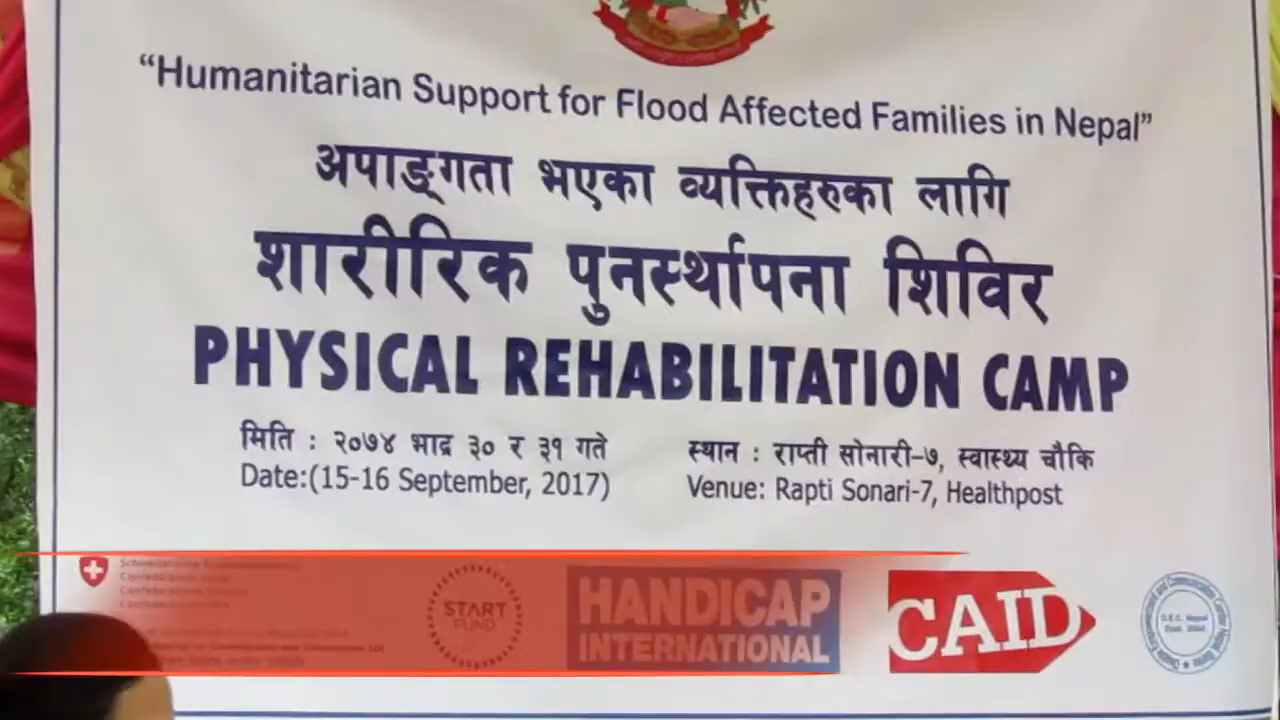 “Humanitarian Support for Flood Affected Families in Nepal”
अपाङ्गता भएका व्यक्तिहरुका लागि
शारीरिक पुनर्स्थापना शिविर
PHYSICAL REHABILITATION CAMP
मिति : २०७४ भाद्र ३० र ३१ गते
Date:(15-16 September, 2017)
स्थान : राप्ती सोनारी-७, स्वास्थ्य चौकि
Venue: Rapti Sonari-7, Healthpost
START
FUND
HANDICAP
INTERNATIONAL
CAID